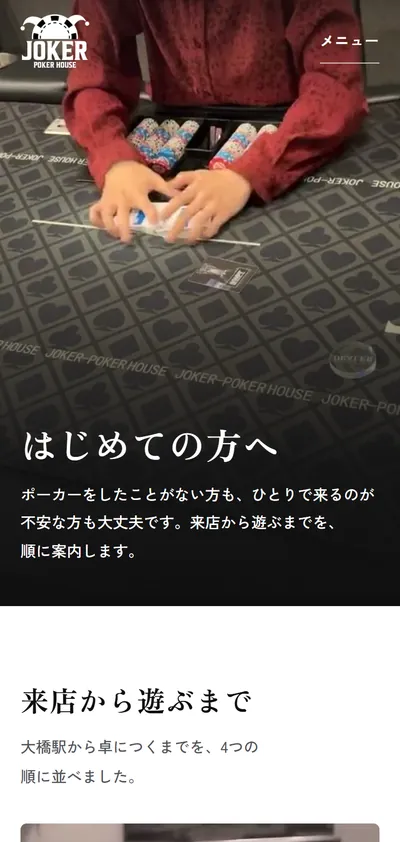 JOKER
POKER HOUSE
メニュー
JOKER-POKER HOUSE
JOKER-POKER HOUSE
JOKER-POKER HOUSE
はじめての方へ
ポーカーをしたことがない方も、ひとりで来るのが
不安な方も大丈夫です。来店から遊ぶまでを、
順に案内します。
来店から遊ぶまで
大橋駅から卓につくまでを、4つの
順に並べました。